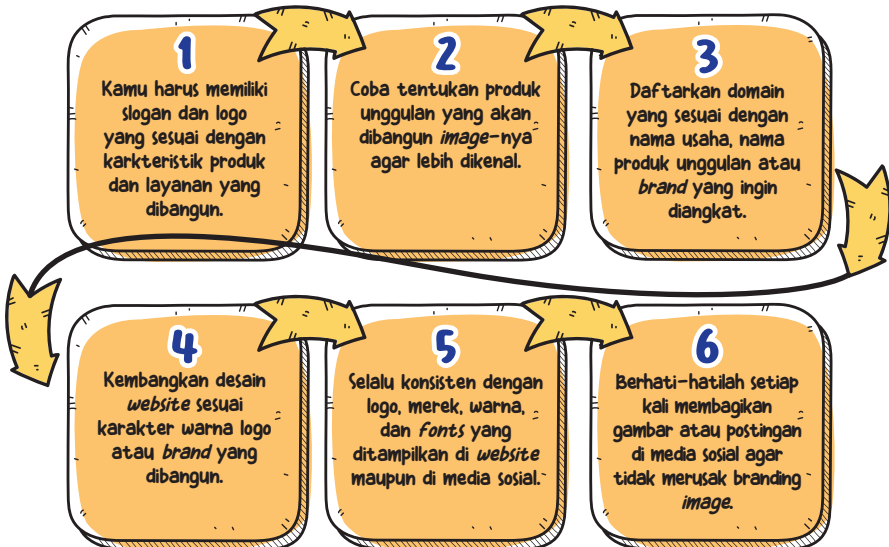 1
Kamu harus memiliki
slogan dan logo
yang sesuai dengan
karkteristik produk
dan layanan yang
dibangun.
2
Coba tentukan produk
unggulan yang akan
dibangun image-nya
agar lebih dikenal.
3
Daftarkan domain
yang sesuai dengan
nama usaha, nama
produk unggulan atau
brand yang ingin
diangkat.
4
Kembangkan desain
website sesuai
karakter warna logo
atau brand yang
dibangun.
5
Selalu konsisten dengan
logo, merek, warna,
dan fonts yang
ditampilkan di website
maupun di media sosial.
6
Berhati-hatilah setiap
kali membagikan
gambar atau postingan
di media sosial agar
tidak merusak branding
image.